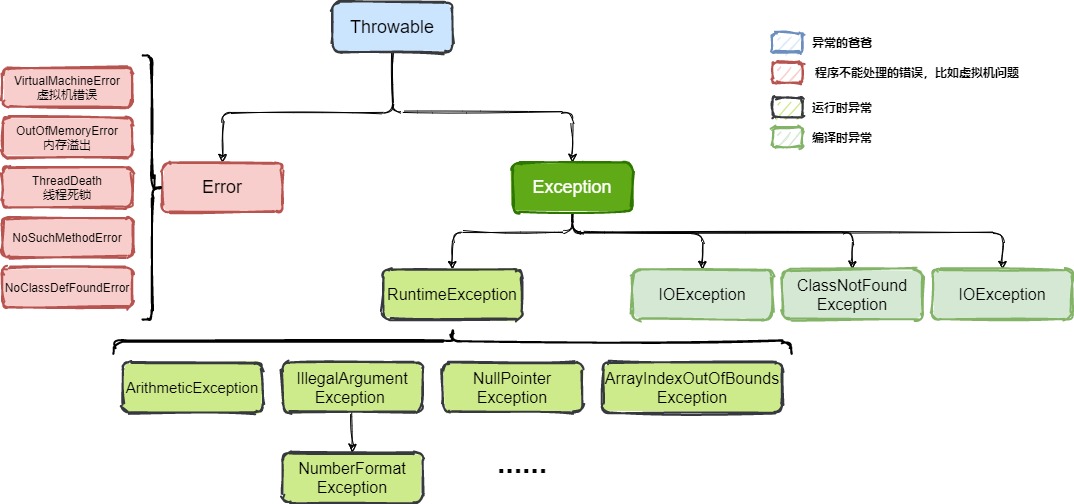 Throwable
异常的爸爸
程序不能处理的错误，比如虚拟机问题
运行时异常
编译时异常
VirtualMachineError
虚拟机错误
OutOfMemoryError
内存溢出
ThreadDeath
线程死锁
NoSuchMethodError
NoClassDefFoundError
Error
Exception
RuntimeException
IOException
ClassNotFound
Exception
IOException
ArithmeticException
IllegalArgument
Exception
NullPointer
Exception
ArrayIndexOutOfBounds
Exception
NumberFormat
Exception
······